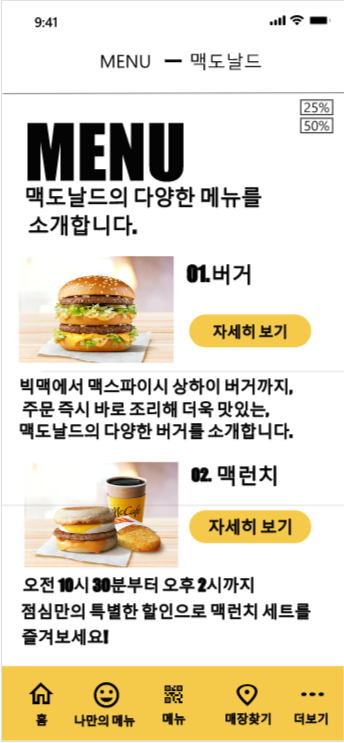 9:41
MENU — 맥도날드
25%
50%
MENU
맥도날드의 다양한 메뉴를
소개합니다.
01.버거
자세히 보기
빅맥에서 맥스파이시 상하이 버거까지,
주문 즉시 바로 조리해 더욱 맛있는,
맥도날드의 다양한 버거를 소개합니다.
McCafé
02. 맥런치
자세히 보기
오전 10시 30분부터 오후 2시까지
점심만의 특별한 할인으로 맥런치 세트를
즐겨보세요!
홈 나만의 메뉴 메뉴 매장찾기 더보기